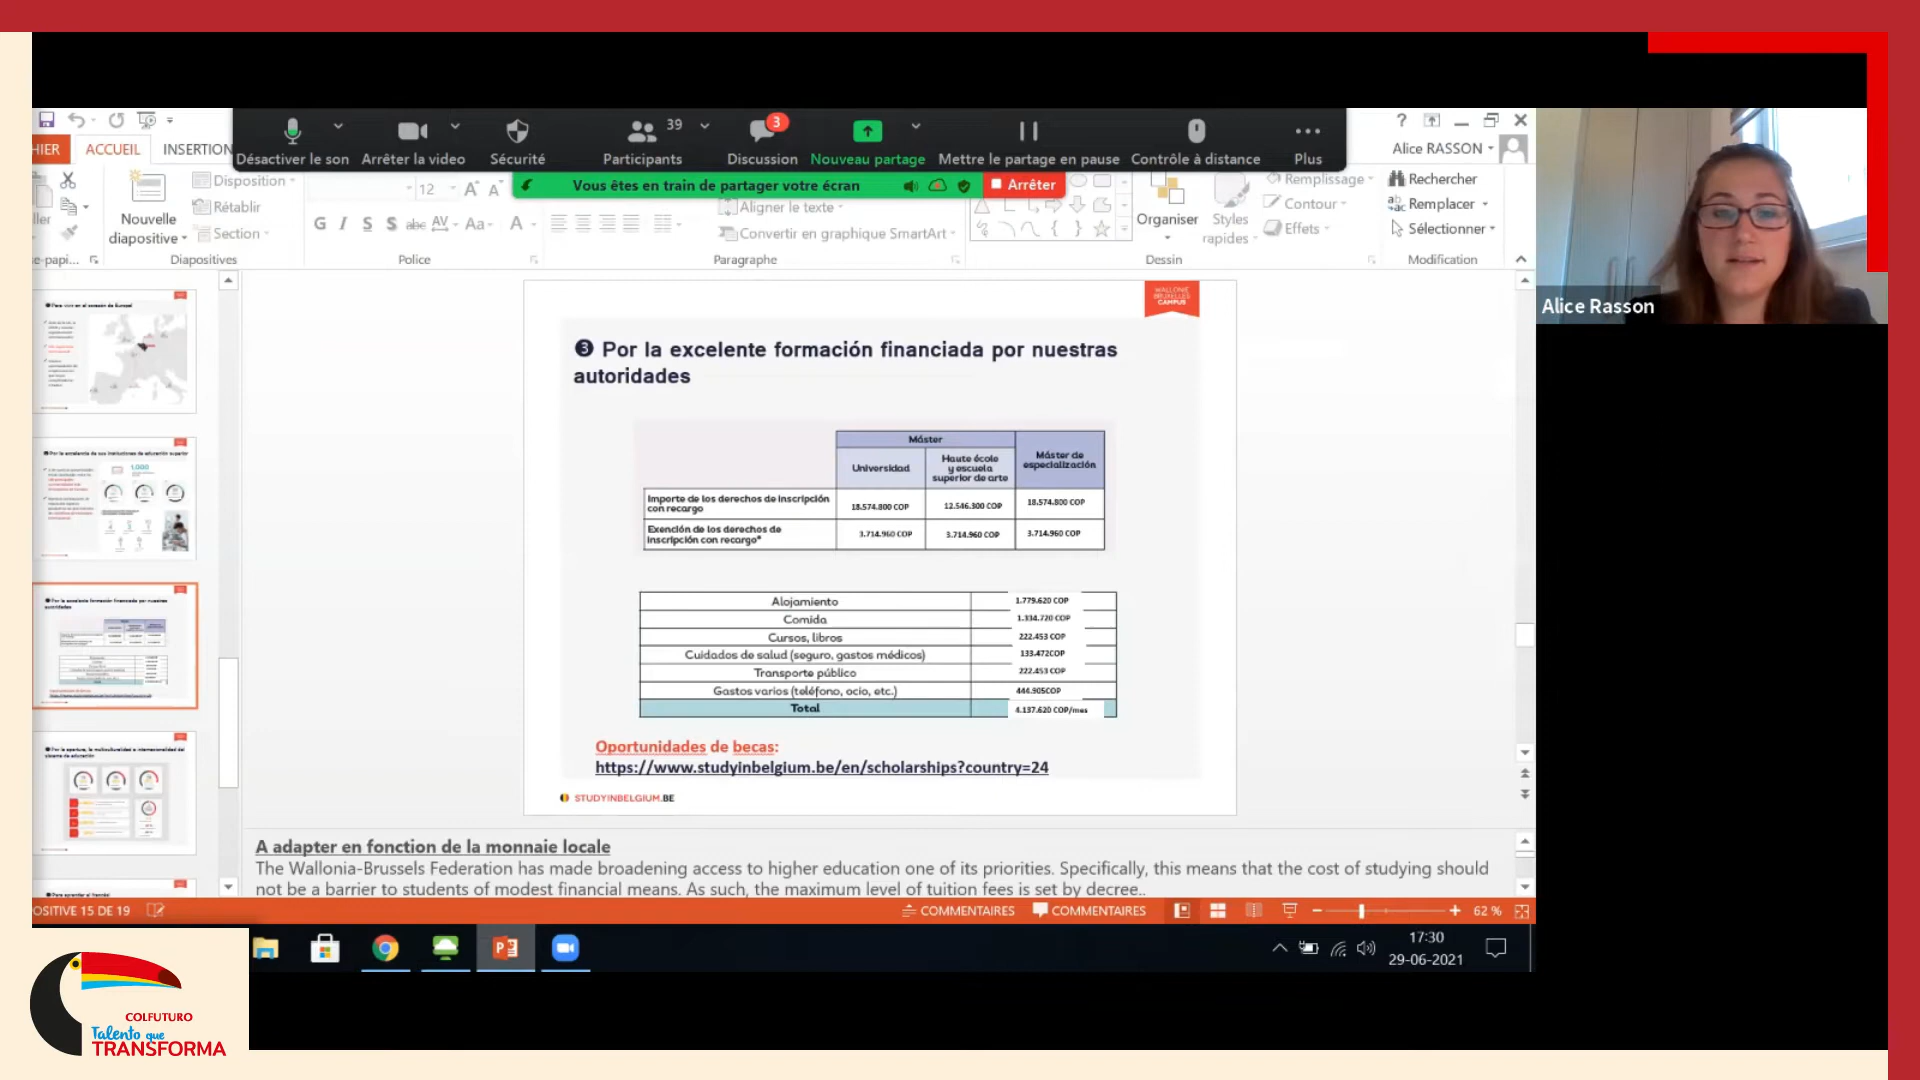 Désactiver le son
Arrêter la video
Sécurité
39
Participants
3
Discussion
Nouveau partage
Mettre le partage en pause
Contrôle à distance
Plus
Vous êtes en train de partager votre écran
Arrêter
Alice RASSON
HIER
ACCUEIL
INSERTION
Nouvelle
diapositive
Disposition
Rétablir
Section
Diapositives
12
G I S S abc AV Aa A
Police
Aligner le texte
Convertir en graphique SmartArt
Paragraphe
Organiser
Styles
rapides
Remplissage
Contour
Effets
Dessin
Rechercher
Remplacer
Sélectionner
Modification
Alice Rasson
WALLONIE
BRUXELLES
CAMPUS
❸ Por la excelente formación financiada por nuestras
autoridades
Máster
Máster de
especialización
Universidad
Haute école
y escuela
superior de arte
Importe de los derechos de inscripción
con recargo
18.574.800 COP
12.546.300 COP
18.574.800 COP
Exención de los derechos de
inscripción con recargo*
3.714.960 COP
3.714.960 COP
3.714.960 COP
Alojamiento 1.779.620 COP
Comida 1.334.720 COP
Cursos, libros 222.453 COP
Cuidados de salud (seguro, gastos médicos) 133.472COP
Transporte público 222.453 COP
Gastos varios (teléfono, ocio, etc.) 444.905COP
Total 4.137.620 COP/mes
Oportunidades de becas:
https://www.studyinbelgium.be/en/scholarships?country=24
STUDYINBELGIUM.BE
A adapter en fonction de la monnaie locale
The Wallonia-Brussels Federation has made broadening access to higher education one of its priorities. Specifically, this means that the cost of studying should
not be a barrier to students of modest financial means. As such, the maximum level of tuition fees is set by decree..
OSITIVE 15 DE 19
COMMENTAIRES
COMMENTAIRES
62 %
17:30
29-06-2021
COLFUTURO
Talento que
TRANSFORMA